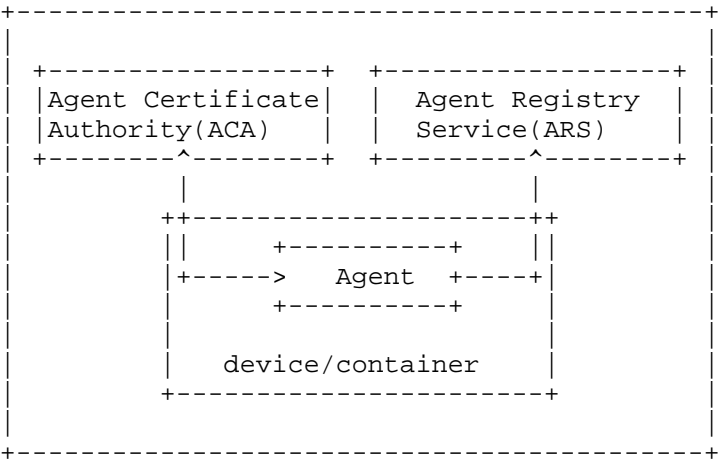 Agent Certificate
Authority(ACA)
Agent Registry
Service(ARS)
Agent
device/container